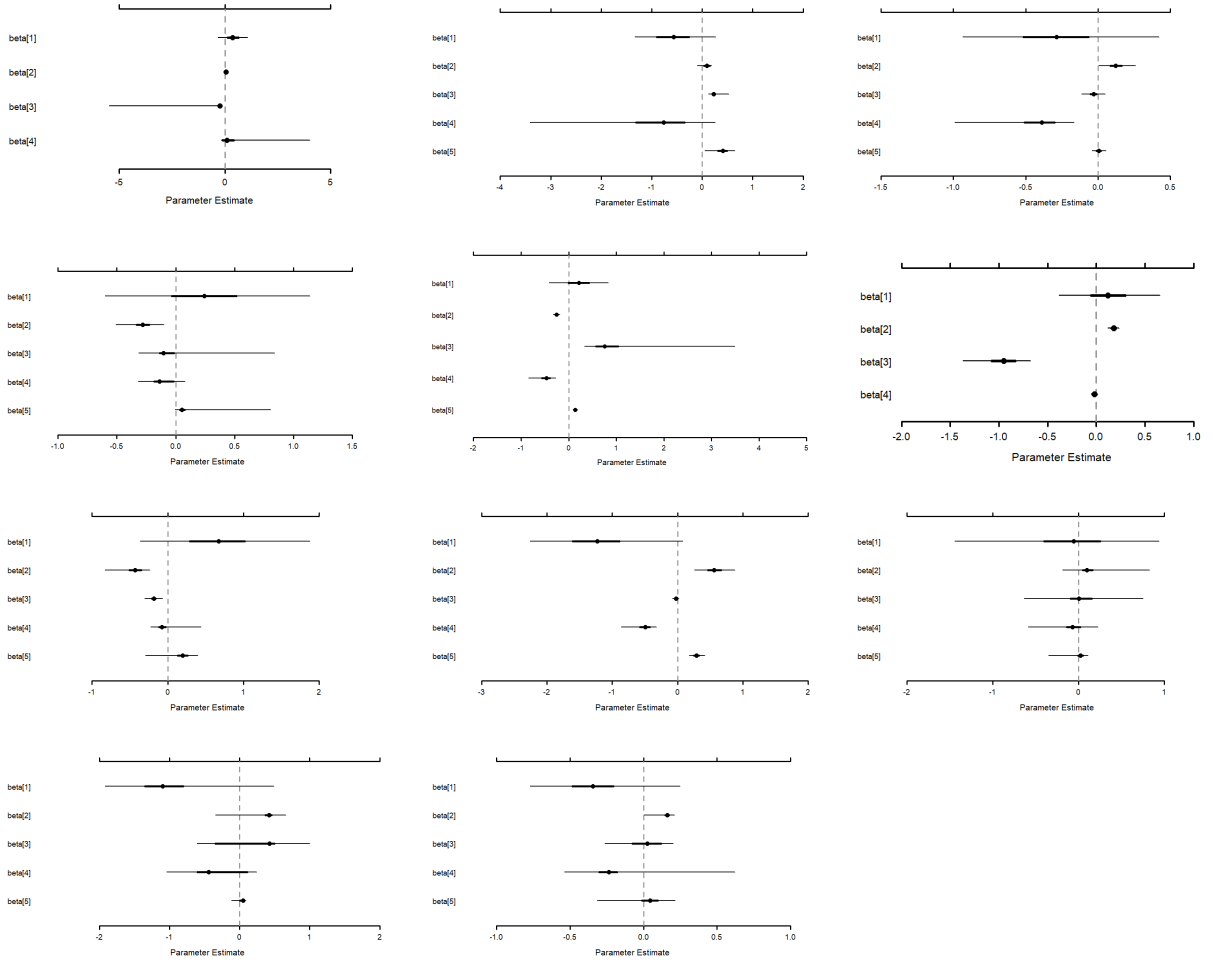 beta[1]
beta[2]
beta[3]
beta[4]
-5 0 5
Parameter Estimate
beta[1]
beta[2]
beta[3]
beta[4]
beta[5]
-4 -3 -2 -1 0 1 2
Parameter Estimate
beta[1]
beta[2]
beta[3]
beta[4]
beta[5]
-1.5 -1.0 -0.5 0.0 0.5
Parameter Estimate
beta[1]
beta[2]
beta[3]
beta[4]
beta[5]
-1.0 -0.5 0.0 0.5 1.0 1.5
Parameter Estimate
beta[1]
beta[2]
beta[3]
beta[4]
beta[5]
-2 -1 0 1 2 3 4 5
Parameter Estimate
beta[1]
beta[2]
beta[3]
beta[4]
-2.0 -1.5 -1.0 -0.5 0.0 0.5 1.0
Parameter Estimate
beta[1]
beta[2]
beta[3]
beta[4]
beta[5]
-1 0 1 2
Parameter Estimate
beta[1]
beta[2]
beta[3]
beta[4]
beta[5]
-3 -2 -1 0 1 2
Parameter Estimate
beta[1]
beta[2]
beta[3]
beta[4]
beta[5]
-2 -1 0 1
Parameter Estimate
beta[1]
beta[2]
beta[3]
beta[4]
beta[5]
-2 -1 0 1 2
Parameter Estimate
beta[1]
beta[2]
beta[3]
beta[4]
beta[5]
-1.0 -0.5 0.0 0.5 1.0
Parameter Estimate